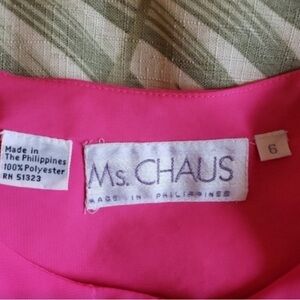 Made in
The Philippines
100% Polyester
RN 51323
Ms. CHAUS
MADE IN PHILIPPINES
6